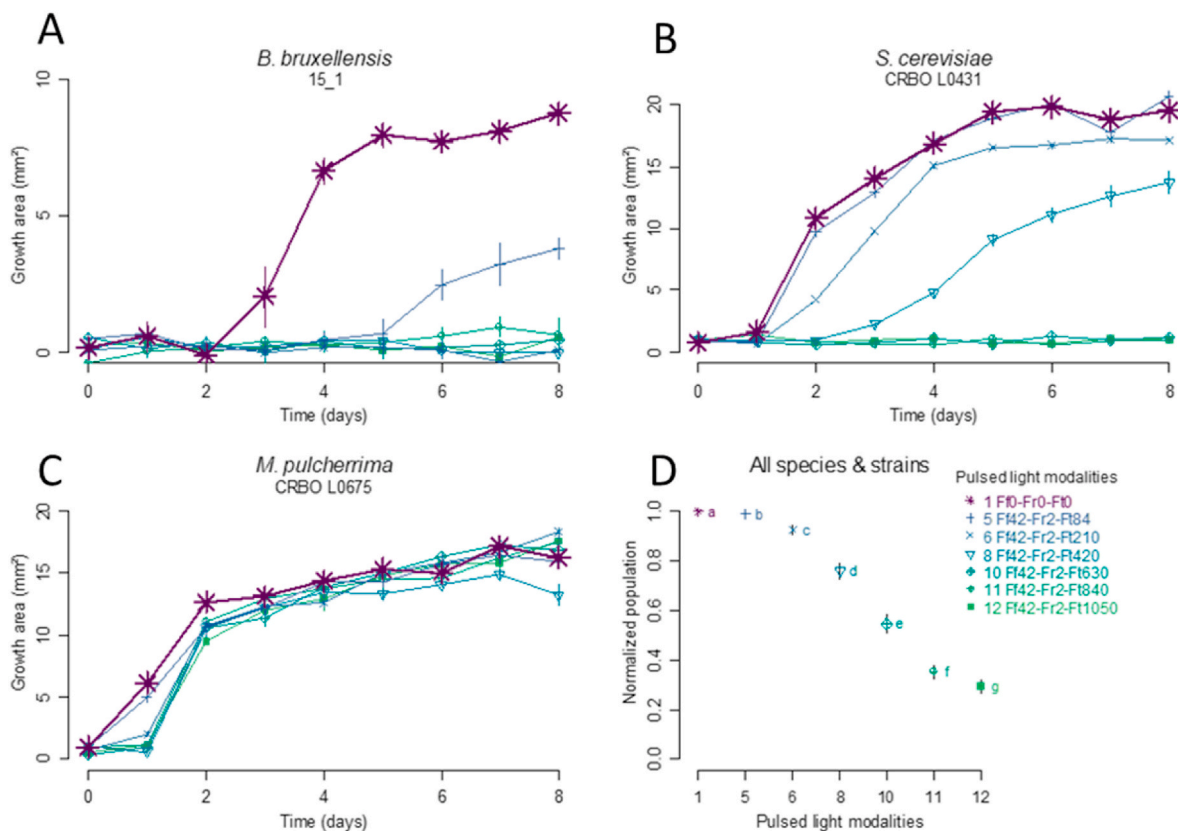 A
B. bruxellensis
15_1
Growth area (mm²)
10
5
0
0 2 4 6 8
Time (days)
B
S. cerevisiae
CRBO L0431
Growth area (mm²)
20
15
10
5
0
0 2 4 6 8
Time (days)
C
M. pulcherrima
CRBO L0675
Growth area (mm²)
20
15
10
5
0
0 2 4 6 8
Time (days)
D
All species & strains
Normalized population
1.0
0.8
0.6
0.4
0.2
0.0
a
b
c
d
e
f
g
1 5 6 8 10 11 12
Pulsed light modalities
Pulsed light modalities
1 Ff0-Fr0-Ft0
5 Ff42-Fr2-Ft84
6 Ff42-Fr2-Ft210
8 Ff42-Fr2-Ft420
10 Ff42-Fr2-Ft630
11 Ff42-Fr2-Ft840
12 Ff42-Fr2-Ft1050